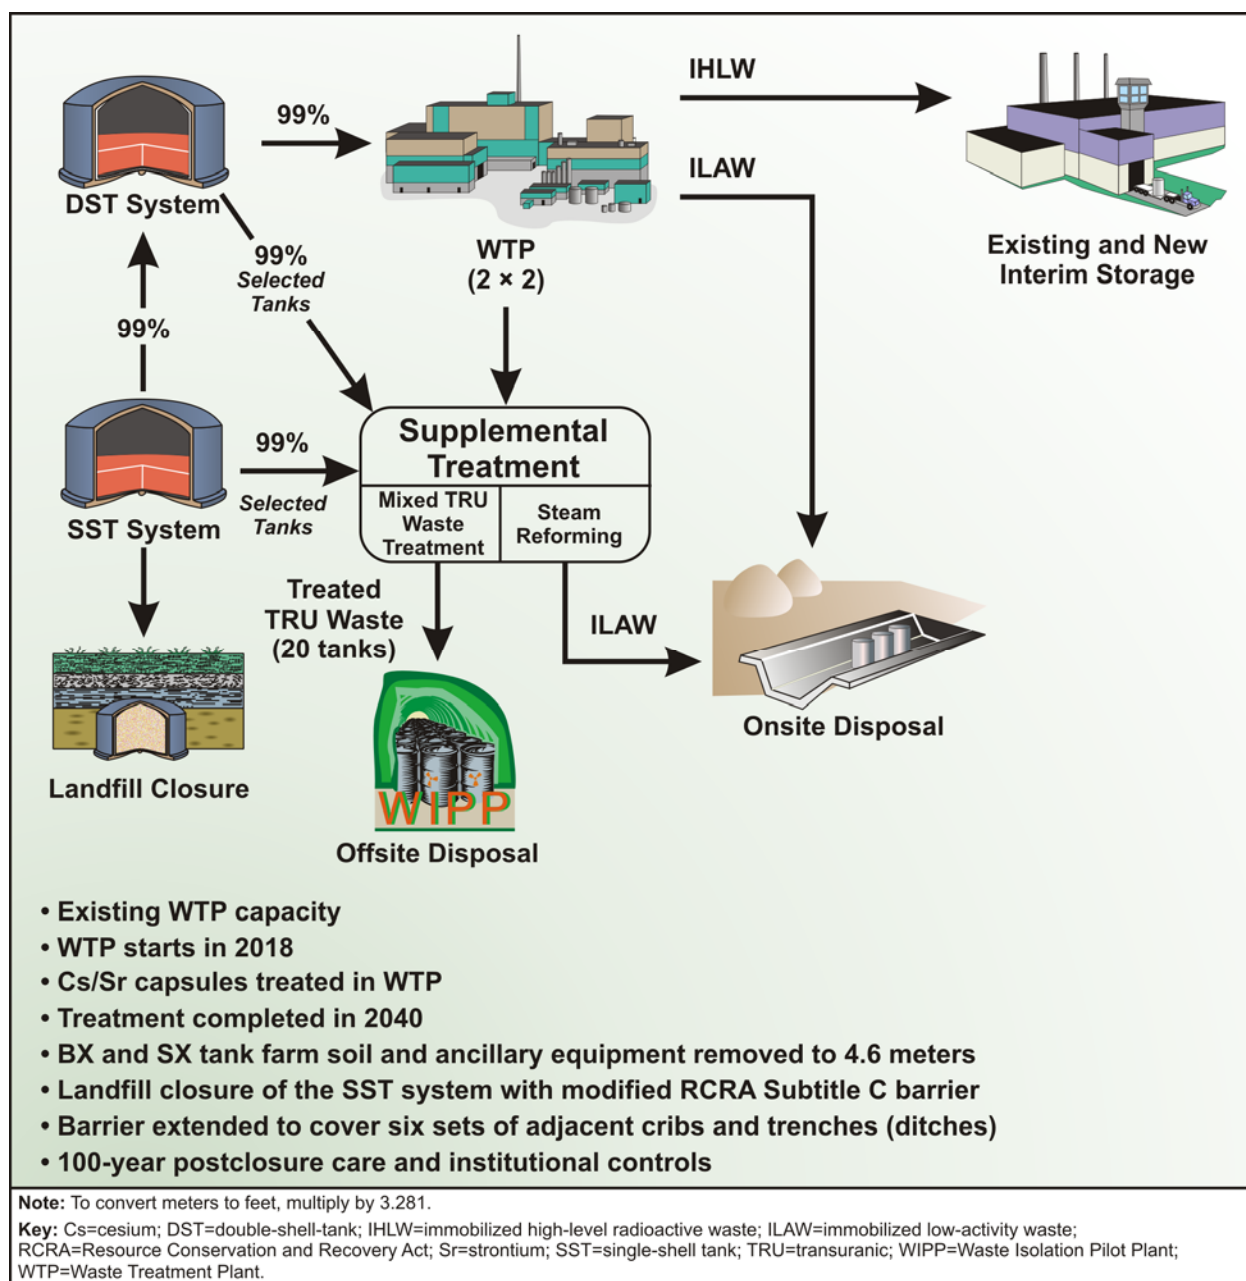 IHLW
99%
ILAW
DST System
WTP
(2 × 2)
Existing and New
Interim Storage
99%
Selected
Tanks
99%
99%
Selected
Tanks
SST System
Supplemental
Treatment
Mixed TRU
Waste
Treatment
Steam
Reforming
Treated
TRU Waste
(20 tanks)
ILAW
Landfill Closure
WIPP
Offsite Disposal
Onsite Disposal
• Existing WTP capacity
• WTP starts in 2018
• Cs/Sr capsules treated in WTP
• Treatment completed in 2040
• BX and SX tank farm soil and ancillary equipment removed to 4.6 meters
• Landfill closure of the SST system with modified RCRA Subtitle C barrier
• Barrier extended to cover six sets of adjacent cribs and trenches (ditches)
• 100-year postclosure care and institutional controls
Note: To convert meters to feet, multiply by 3.281.
Key: Cs=cesium; DST=double-shell-tank; IHLW=immobilized high-level radioactive waste; ILAW=immobilized low-activity waste;
RCRA=Resource Conservation and Recovery Act; Sr=strontium; SST=single-shell tank; TRU=transuranic; WIPP=Waste Isolation Pilot Plant;
WTP=Waste Treatment Plant.